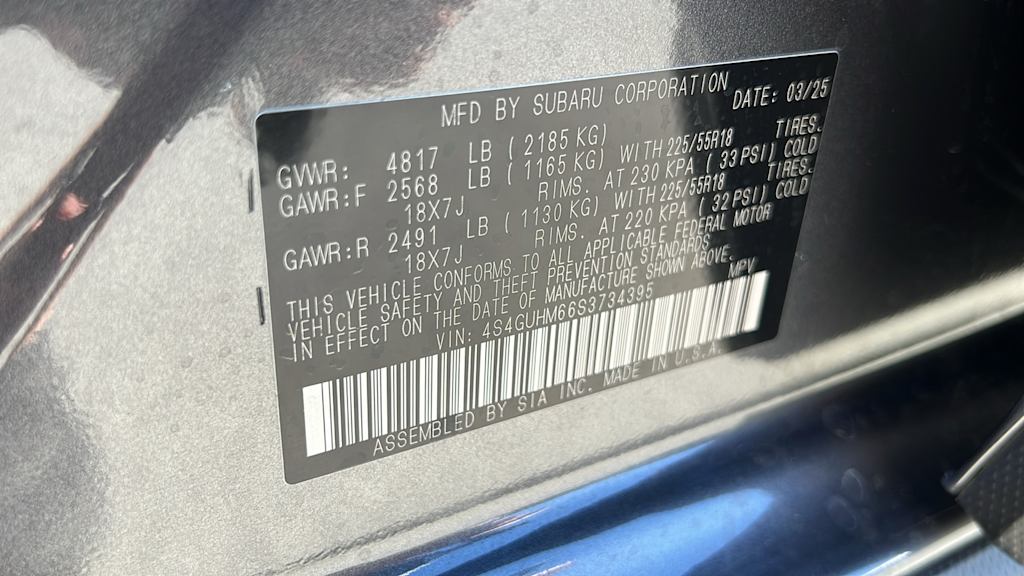 MFD BY SUBARU CORPORATION DATE: 03/25
GVWR: 4817 LB ( 2185 KG)
GAWR:F 2568 LB ( 1165 KG) WITH 225/55R18 TIRES.
18X7J RIMS. AT 230 KPA ( 33 PSI) COLD
GAWR:R 2491 LB ( 1130 KG) WITH 225/55R18 TIRES.
18X7J RIMS. AT 220 KPA ( 32 PSI) COLD
THIS VEHICLE CONFORMS TO ALL APPLICABLE FEDERAL MOTOR
VEHICLE SAFETY AND THEFT PREVENTION STANDARDS
IN EFFECT ON THE DATE OF MANUFACTURE SHOWN ABOVE.
VIN: 4S4GUHM66S3734395 MPV
ASSEMBLED BY SIA INC. MADE IN U.S.A.